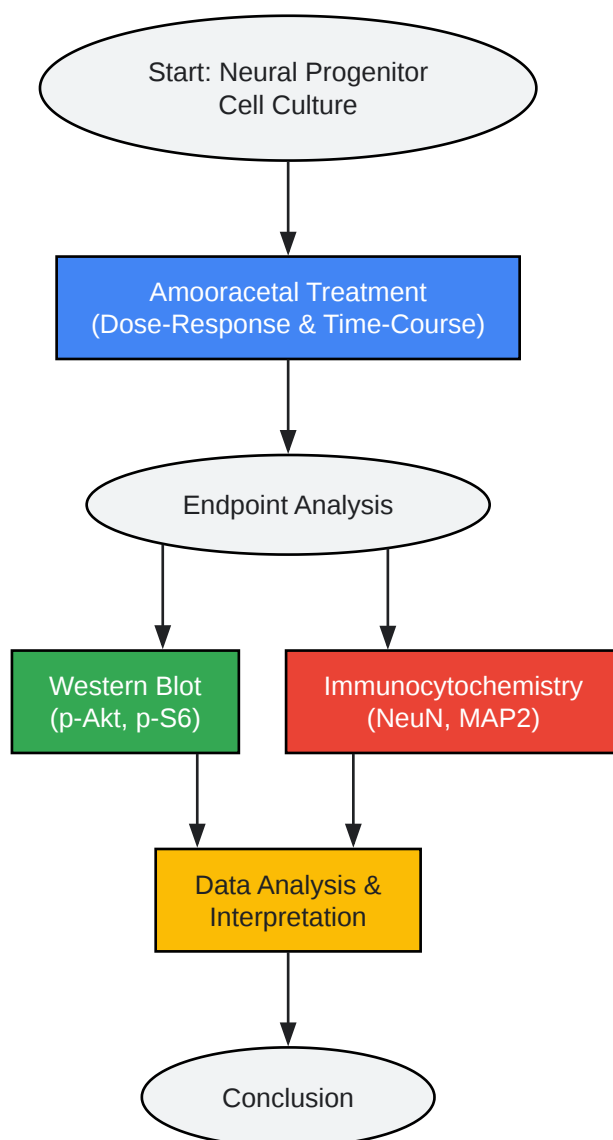 Start: Neural Progenitor
Cell Culture
Amooracetal Treatment
(Dose-Response & Time-Course)
Endpoint Analysis
Western Blot
(p-Akt, p-S6)
Immunocytochemistry
(NeuN, MAP2)
Data Analysis &
Interpretation
Conclusion